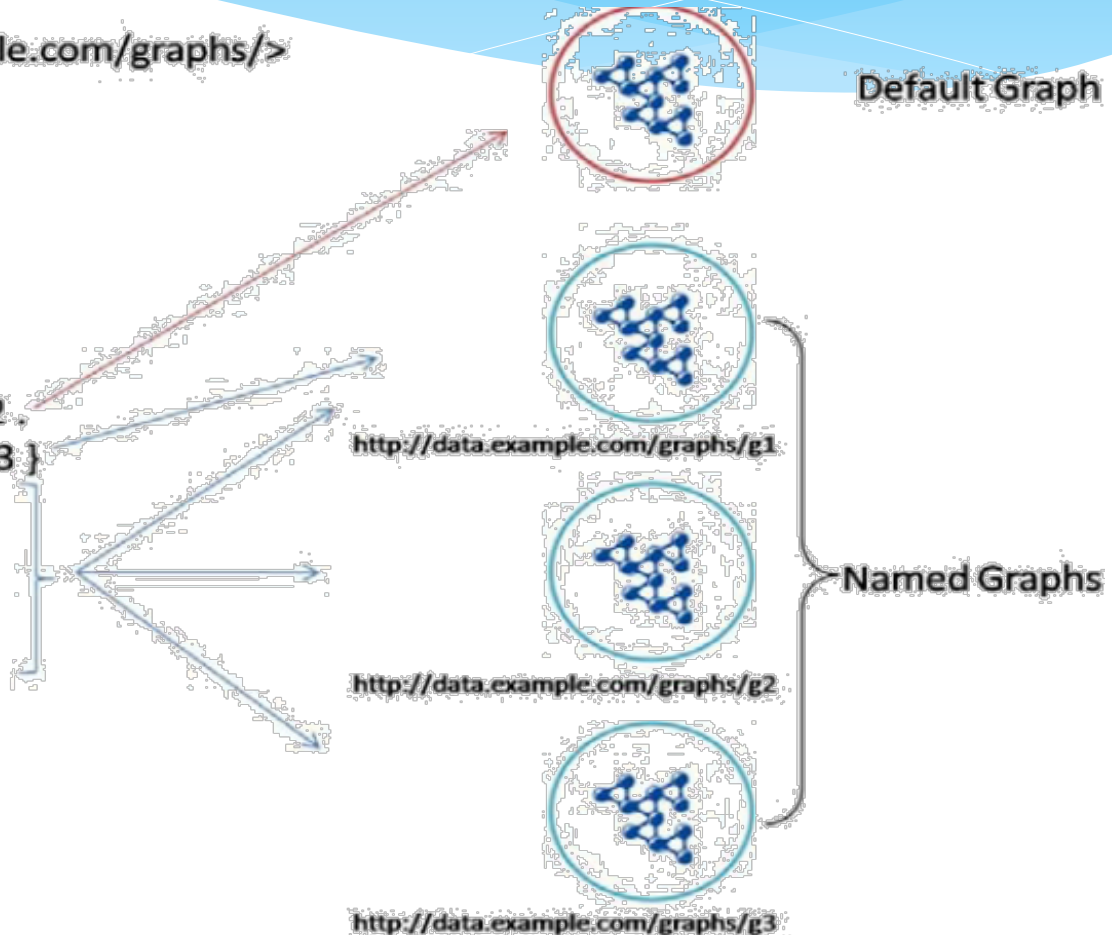 le.com/graphs/>
Default Graph
.
3 }
http://data.example.com/graphs/g1
Named Graphs
http://data.example.com/graphs/g2
http://data.example.com/graphs/g3